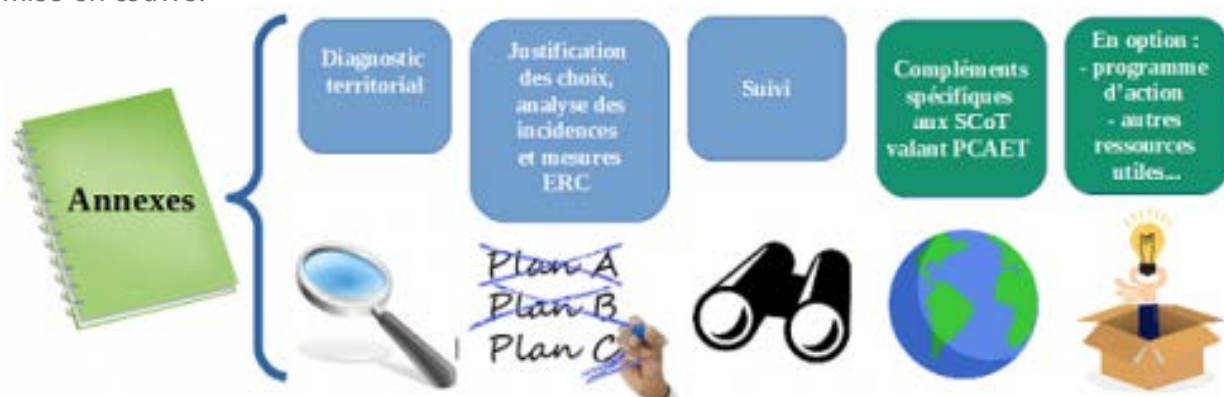 mise en œuvre.
Annexes
Diagnostic
territorial
Justification
des choix,
analyse des
incidences
et mesures
ERC
Suivi
Compléments
spécifiques
aux SCoT
valant PCAET
En option :
- programme
d'action
- autres
ressources
utiles...
Plan A
Plan B
Plan C